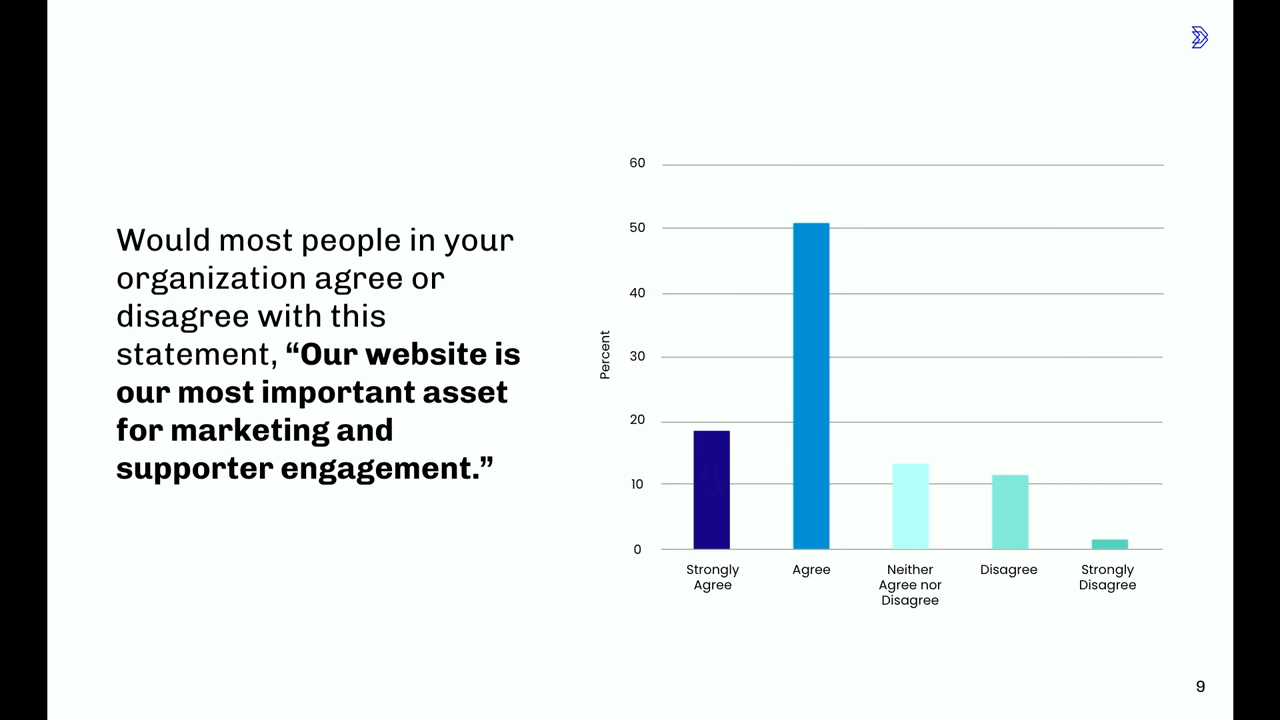 Would most people in your
organization agree or
disagree with this
statement, “Our website is
our most important asset
for marketing and
supporter engagement.”
60
50
40
30
20
10
0
Percent
Strongly
Agree
Agree
Neither
Agree nor
Disagree
Disagree
Strongly
Disagree
9